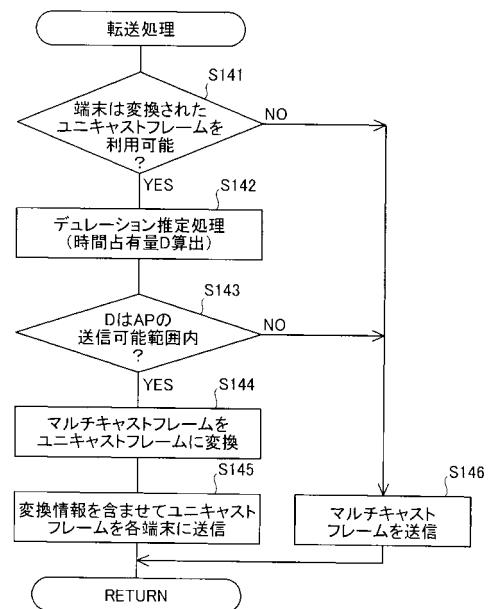 転送処理
S141
端末は変換された
ユニキャストフレームを
利用可能
?
NO
YES
S142
デュレーション推定処理
(時間占有量D算出)
S143
DはAPの
送信可能範囲内
?
NO
YES
S144
マルチキャストフレームを
ユニキャストフレームに変換
S145
変換情報を含ませてユニキャスト
フレームを各端末に送信
S146
マルチキャスト
フレームを送信
RETURN